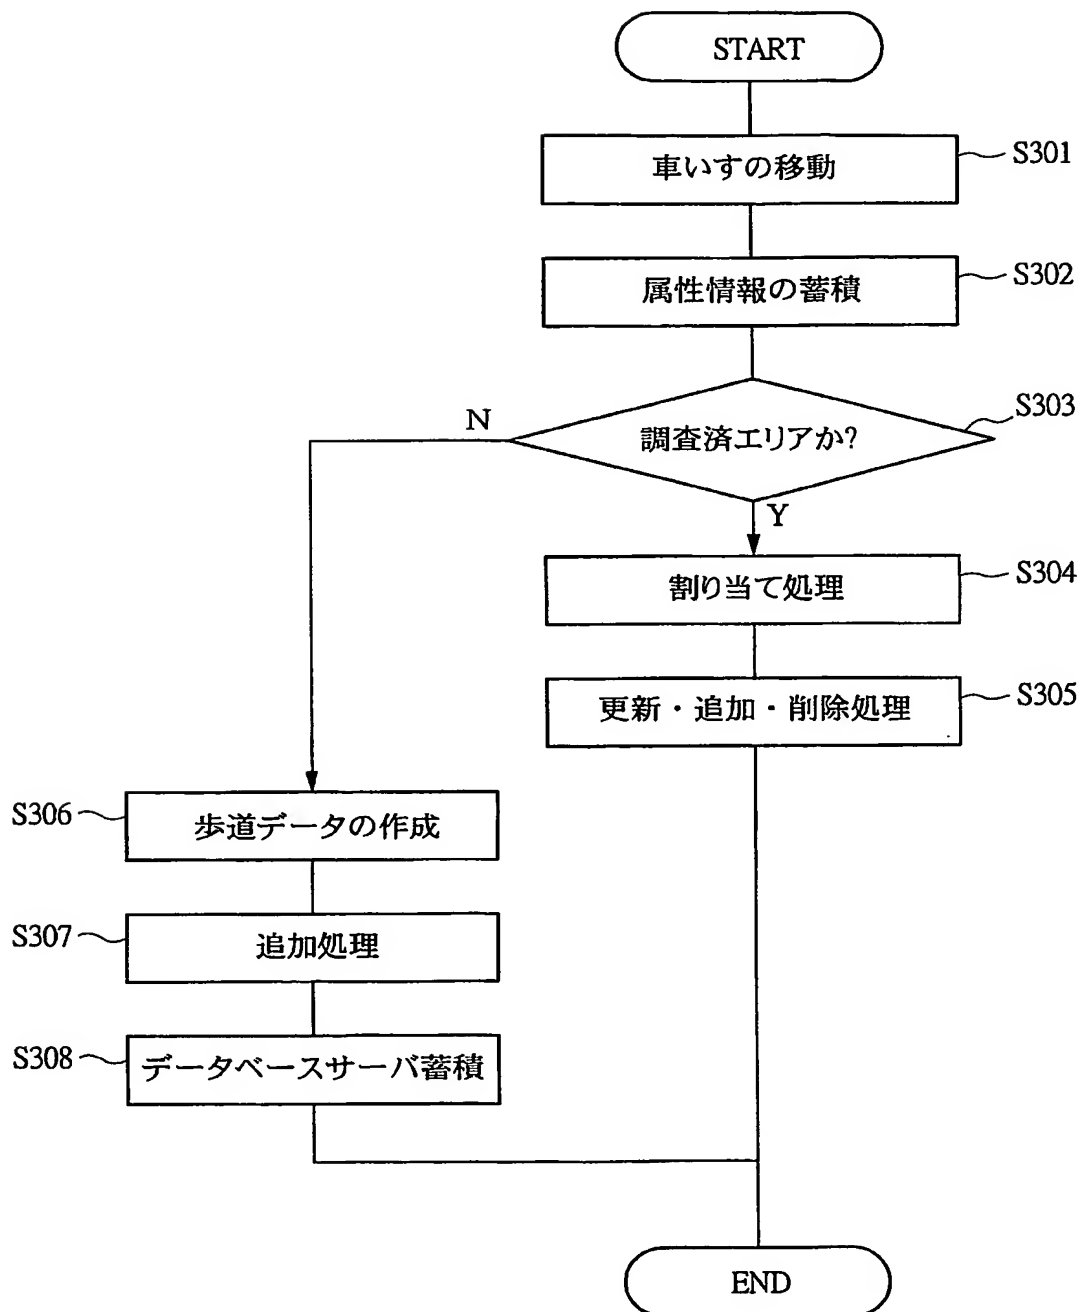 START
車いすの移動
S301
属性情報の蓄積
S302
調査済エリアか?
S303
N
Y
割り当て処理
S304
更新・追加・削除処理
S305
S306
歩道データの作成
S307
追加処理
S308
データベースサーバ蓄積
END